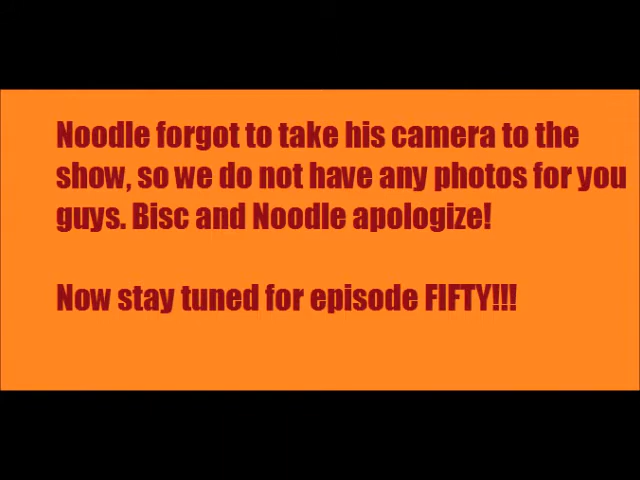 Noodle forgot to take his camera to the
show, so we do not have any photos for you
guys. Bisc and Noodle apologize!
Now stay tuned for episode FIFTY!!!